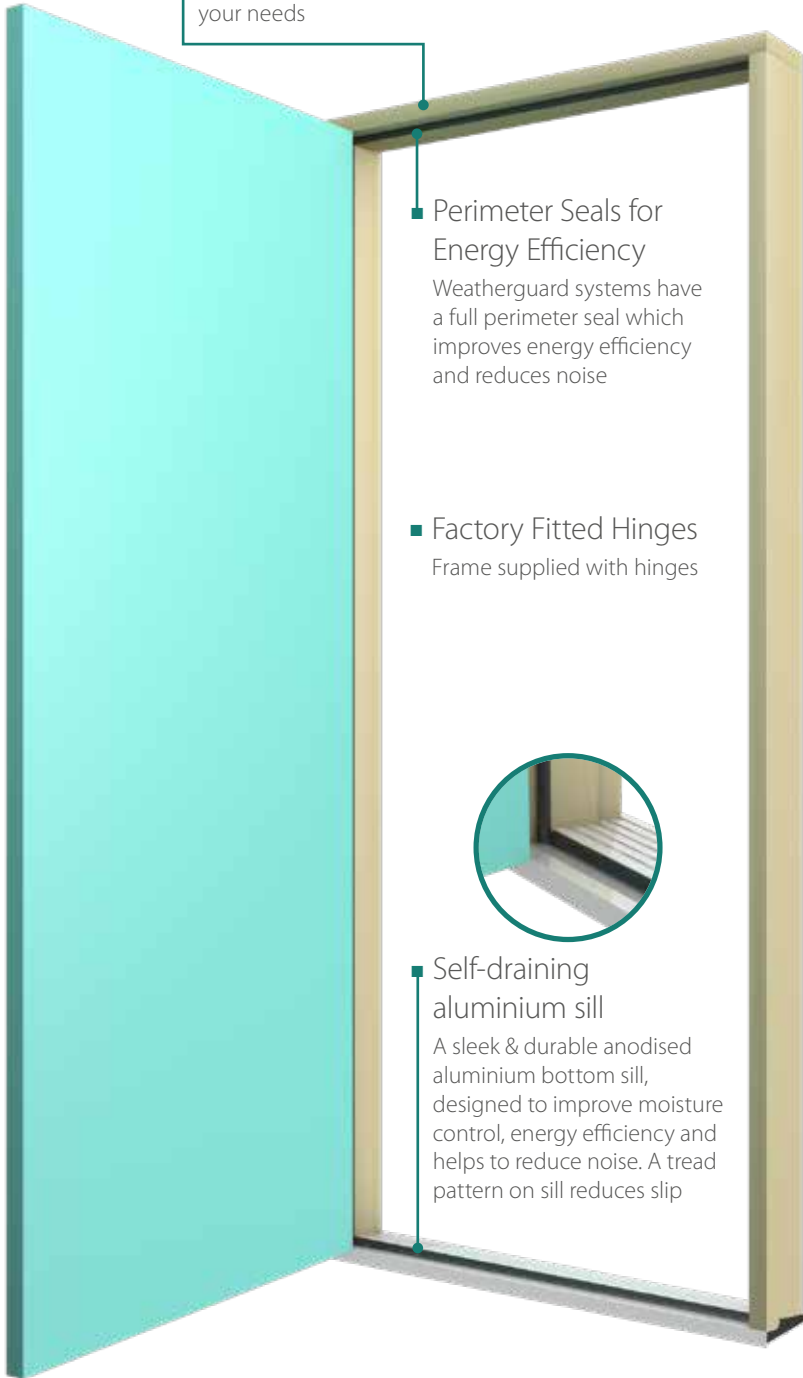 your needs
Perimeter Seals for
Energy Efficiency
Weatherguard systems have
a full perimeter seal which
improves energy efficiency
and reduces noise
Factory Fitted Hinges
Frame supplied with hinges
Self-draining
aluminium sill
A sleek & durable anodised
aluminium bottom sill,
designed to improve moisture
control, energy efficiency and
helps to reduce noise. A tread
pattern on sill reduces slip